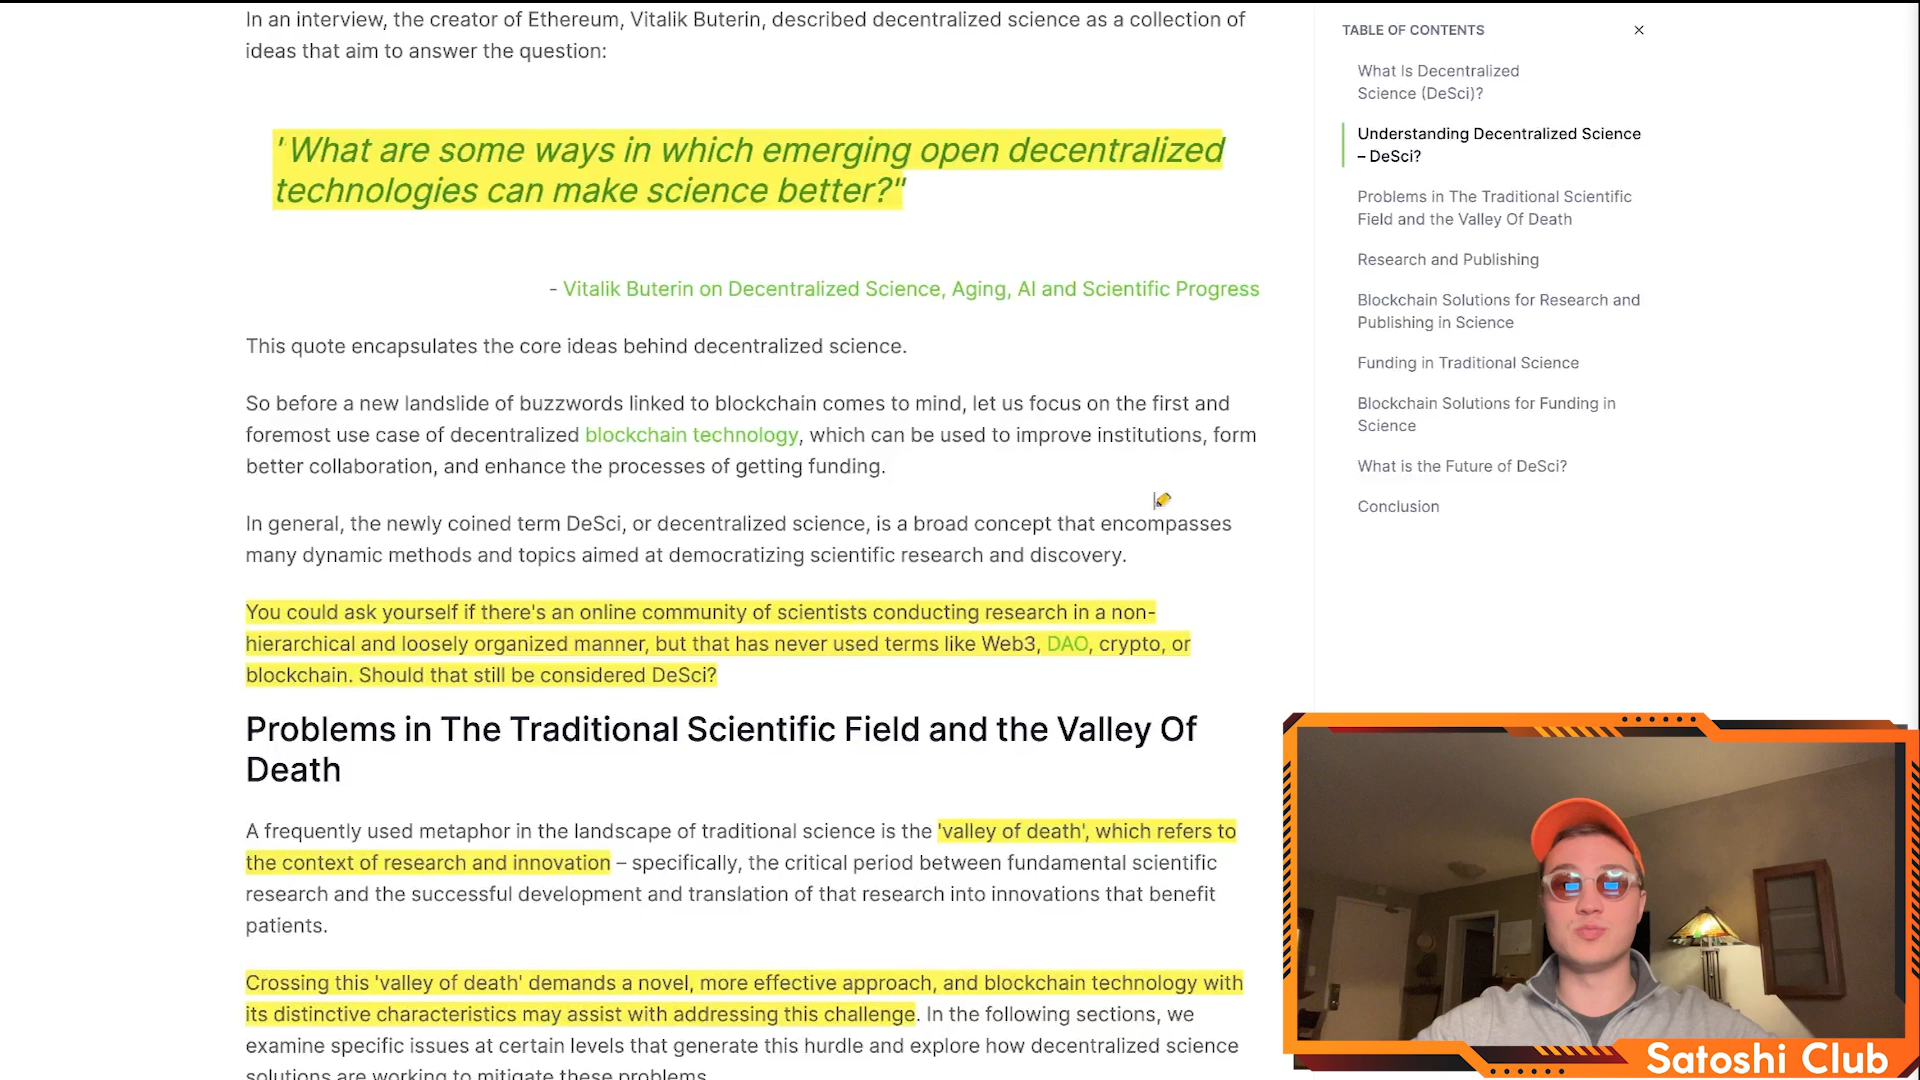 In an interview, the creator of Ethereum, Vitalik Buterin, described decentralized science as a collection of
ideas that aim to answer the question:
"What are some ways in which emerging open decentralized
technologies can make science better?"
- Vitalik Buterin on Decentralized Science, Aging, AI and Scientific Progress
This quote encapsulates the core ideas behind decentralized science.
So before a new landslide of buzzwords linked to blockchain comes to mind, let us focus on the first and
foremost use case of decentralized blockchain technology, which can be used to improve institutions, form
better collaboration, and enhance the processes of getting funding.
In general, the newly coined term DeSci, or decentralized science, is a broad concept that encompasses
many dynamic methods and topics aimed at democratizing scientific research and discovery.
You could ask yourself if there's an online community of scientists conducting research in a non-
hierarchical and loosely organized manner, but that has never used terms like Web3, DAO, crypto, or
blockchain. Should that still be considered DeSci?
Problems in The Traditional Scientific Field and the Valley Of
Death
A frequently used metaphor in the landscape of traditional science is the 'valley of death', which refers to
the context of research and innovation – specifically, the critical period between fundamental scientific
research and the successful development and translation of that research into innovations that benefit
patients.
Crossing this 'valley of death' demands a novel, more effective approach, and blockchain technology with
its distinctive characteristics may assist with addressing this challenge. In the following sections, we
examine specific issues at certain levels that generate this hurdle and explore how decentralized science
solutions are working to mitigate these problems.
TABLE OF CONTENTS
What Is Decentralized
Science (DeSci)?
Understanding Decentralized Science
– DeSci?
Problems in The Traditional Scientific
Field and the Valley Of Death
Research and Publishing
Blockchain Solutions for Research and
Publishing in Science
Funding in Traditional Science
Blockchain Solutions for Funding in
Science
What is the Future of DeSci?
Conclusion
Satoshi Club